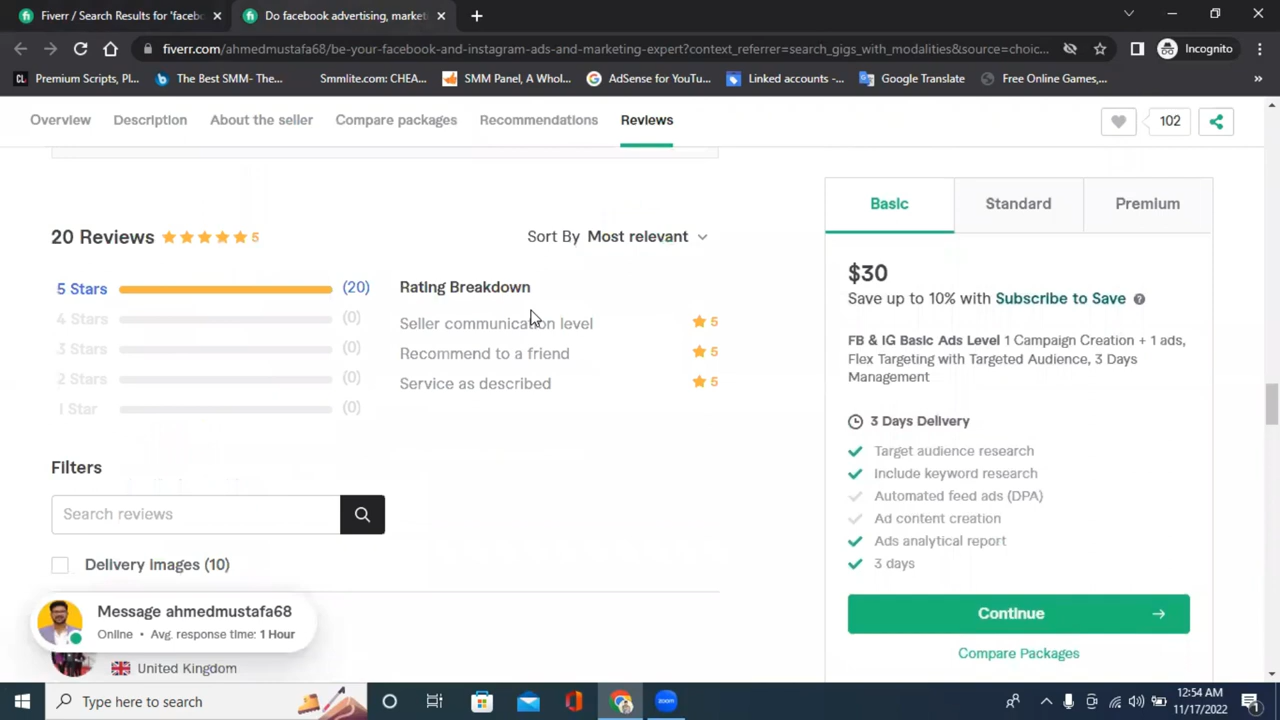 Fiverr / Search Results for 'faceb
Do facebook advertising, market
fiverr.com/ahmedmustafa68/be-your-facebook-and-instagram-ads-and-marketing-expert?context_referrer=search_gigs_with_modalities&source=choic...
Incognito
Premium Scripts, Pl...
The Best SMM- The...
Smmlite.com: CHEA...
SMM Panel, A Whol...
AdSense for YouTu...
Linked accounts -...
Google Translate
Free Online Games,...
Overview
Description
About the seller
Compare packages
Recommendations
Reviews
102
20 Reviews 5
Sort By Most relevant
5 Stars (20)
4 Stars (0)
3 Stars (0)
2 Stars (0)
1 Star (0)
Rating Breakdown
Seller communication level 5
Recommend to a friend 5
Service as described 5
Filters
Search reviews
Delivery Images (10)
Message ahmedmustafa68
Online • Avg. response time: 1 Hour
United Kingdom
Basic
Standard
Premium
$30
Save up to 10% with Subscribe to Save ?
FB & IG Basic Ads Level 1 Campaign Creation + 1 ads,
Flex Targeting with Targeted Audience, 3 Days
Management
3 Days Delivery
Target audience research
Include keyword research
Automated feed ads (DPA)
Ad content creation
Ads analytical report
3 days
Continue
Compare Packages
Type here to search
zoom
12:54 AM
11/17/2022
1